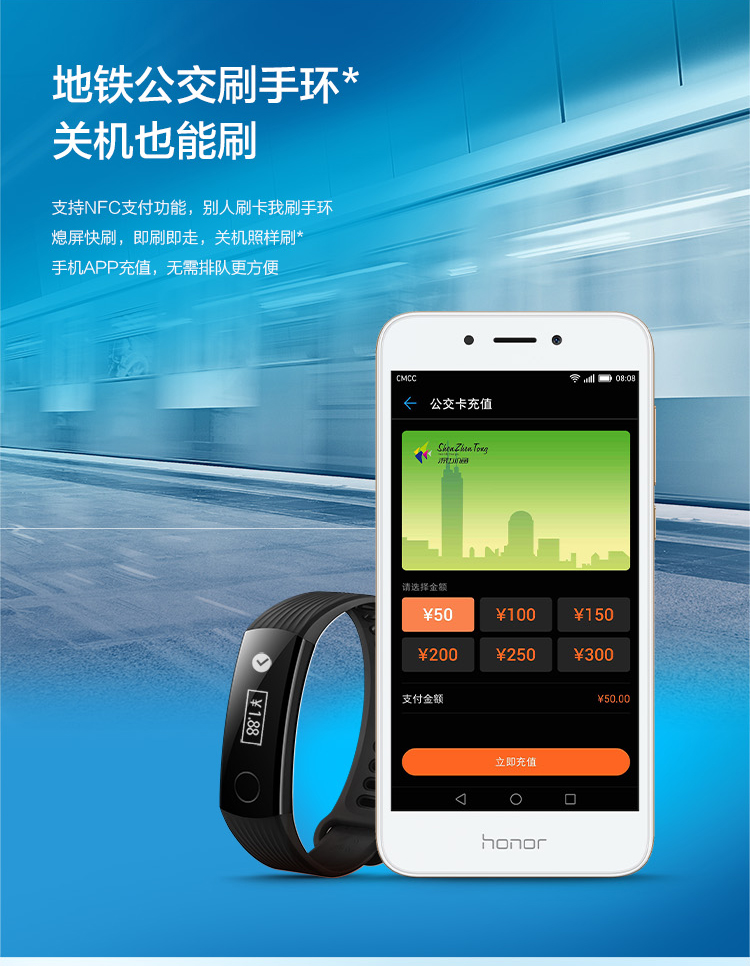 地铁公交刷手环*
关机也能刷
支持NFC支付功能，别人刷卡我刷手环
熄屏快刷，即刷即走，关机照样刷*
手机APP充值，无需排队更方便
CMCC 08:08
公交卡充值
ShenZhenTong
深圳通
请选择金额
¥50 ¥100 ¥150
¥200 ¥250 ¥300
支付金额 ¥50.00
立即充值
honor
¥1.88